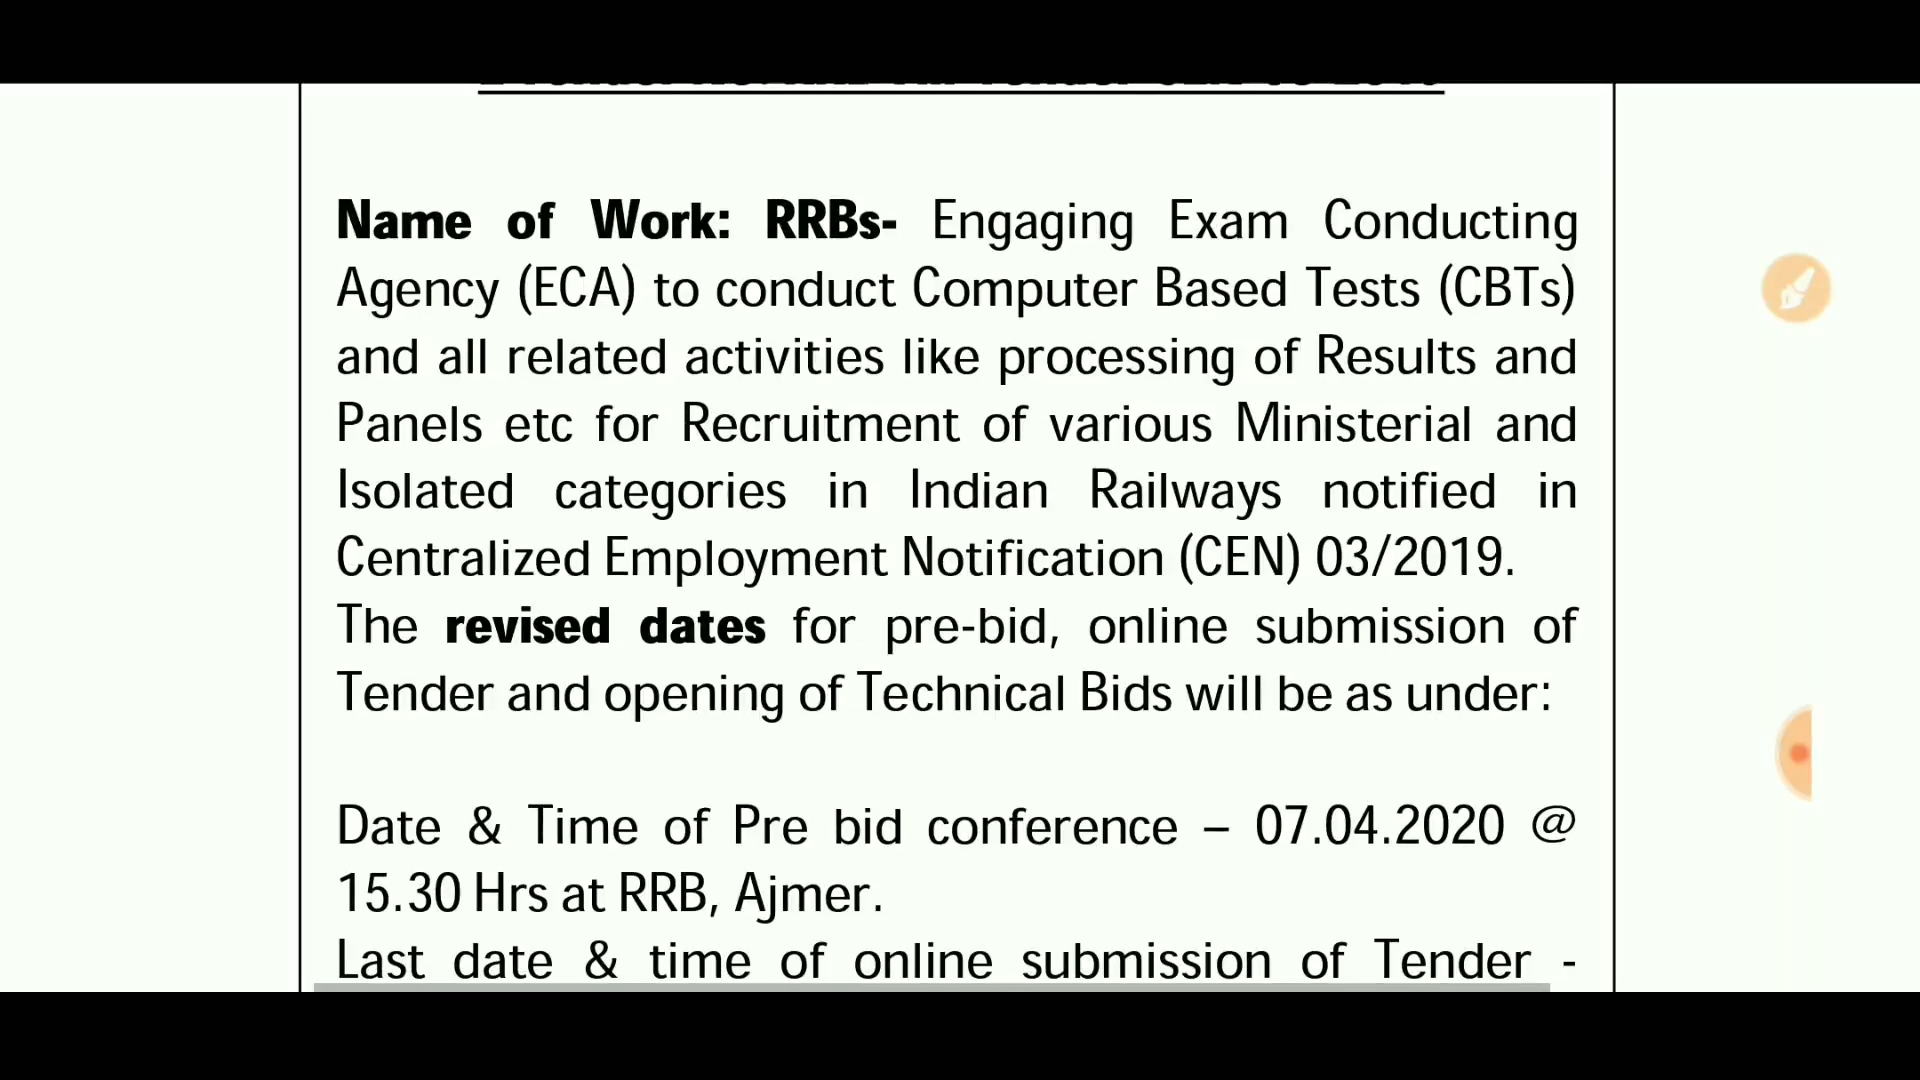 Name of Work: RRBs- Engaging Exam Conducting
Agency (ECA) to conduct Computer Based Tests (CBTs)
and all related activities like processing of Results and
Panels etc for Recruitment of various Ministerial and
Isolated categories in Indian Railways notified in
Centralized Employment Notification (CEN) 03/2019.
The revised dates for pre-bid, online submission of
Tender and opening of Technical Bids will be as under:
Date & Time of Pre bid conference – 07.04.2020 @
15.30 Hrs at RRB, Ajmer.
Last date & time of online submission of Tender -